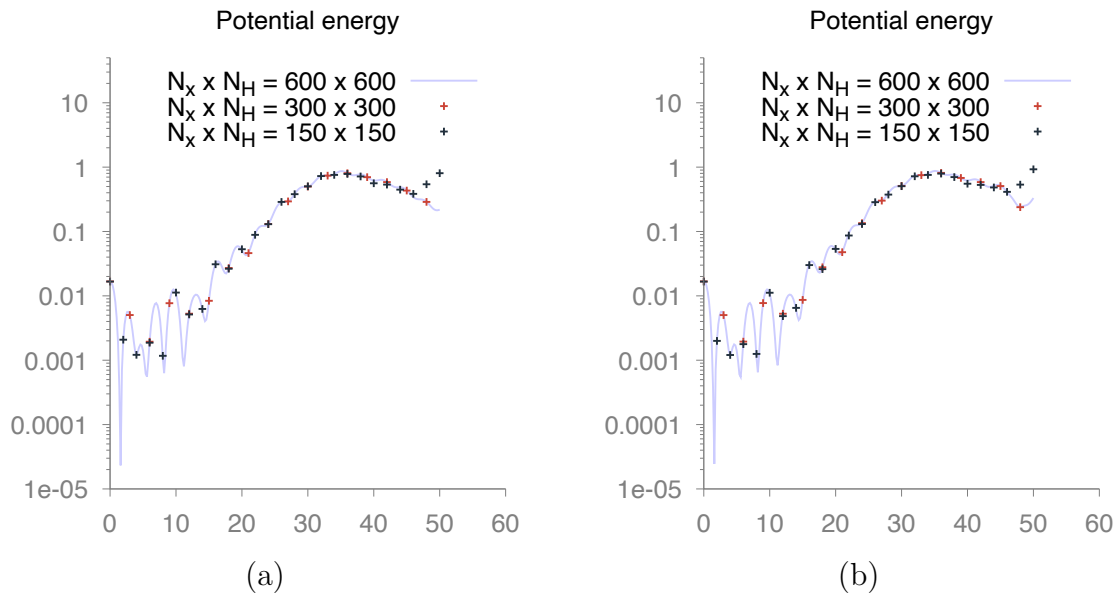 Potential energy
N_x x N_H = 600 x 600
N_x x N_H = 300 x 300
N_x x N_H = 150 x 150
10
1
0.1
0.01
0.001
0.0001
1e-05
0 10 20 30 40 50 60
(a)
Potential energy
N_x x N_H = 600 x 600
N_x x N_H = 300 x 300
N_x x N_H = 150 x 150
10
1
0.1
0.01
0.001
0.0001
1e-05
0 10 20 30 40 50 60
(b)